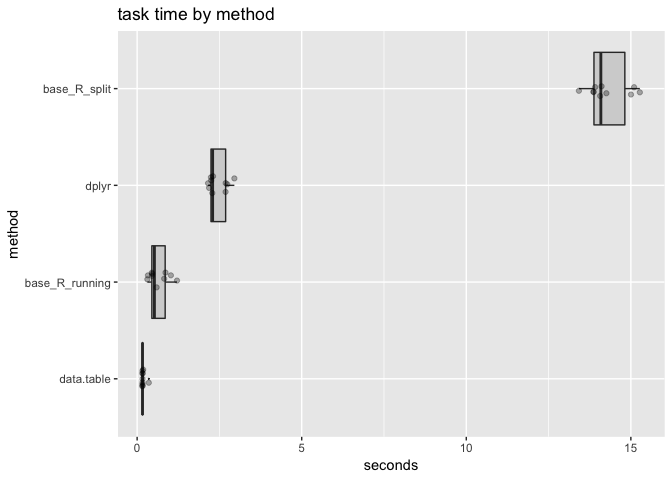 task time by method
base_R_split
dplyr
base_R_running
data.table
method
0 5 10 15
seconds